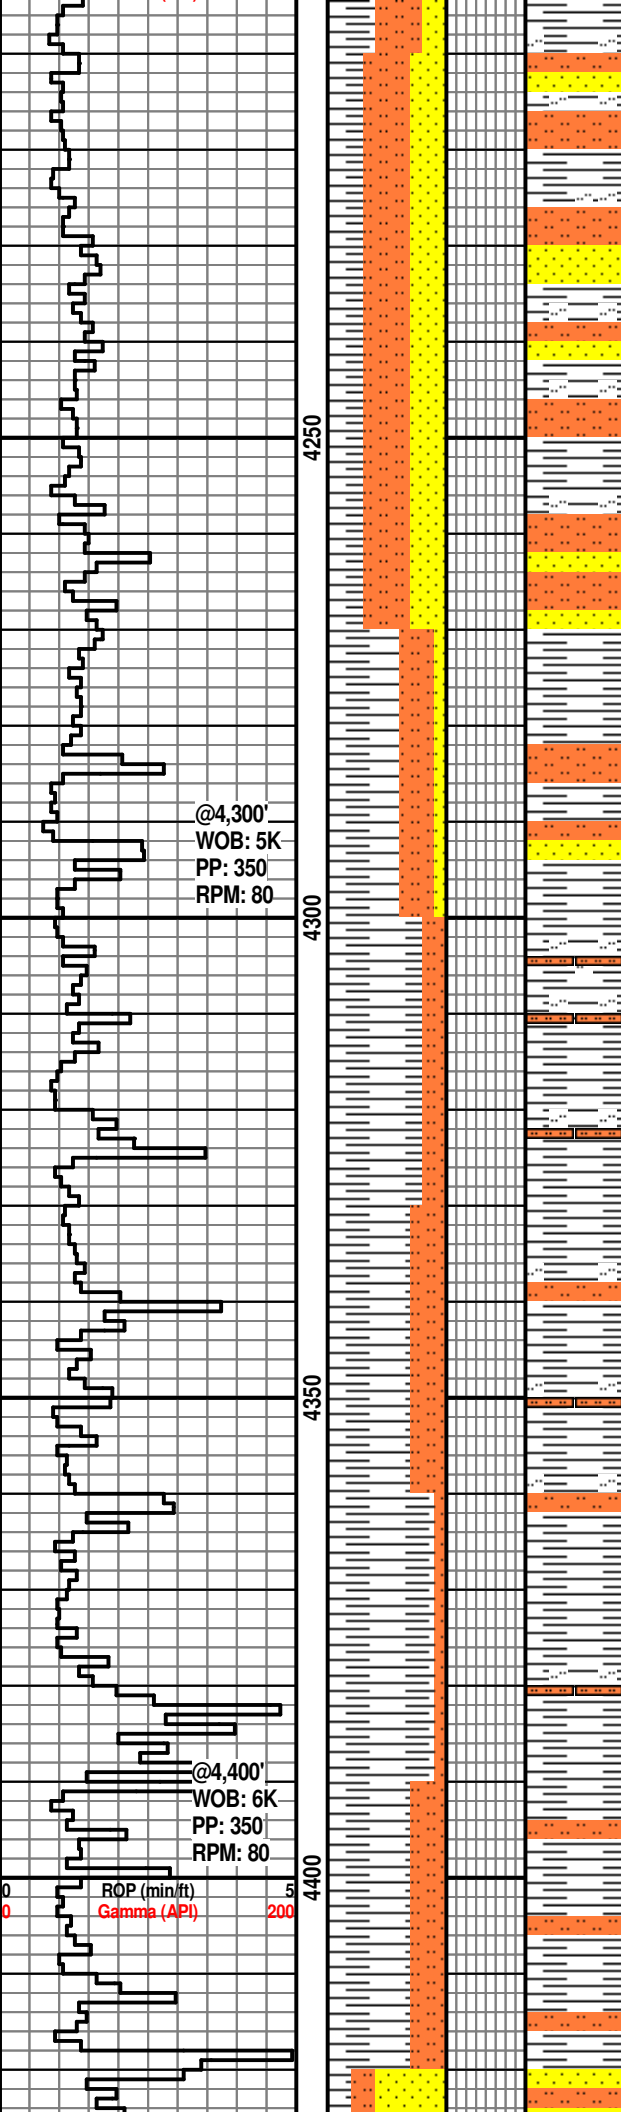 4250
@4,300'
WOB: 5K
PP: 350
RPM: 80
4300
4350
@4,400'
WOB: 6K
PP: 350
RPM: 80
4400
0 ROP (min/ft) 5
0 Gamma (API) 200